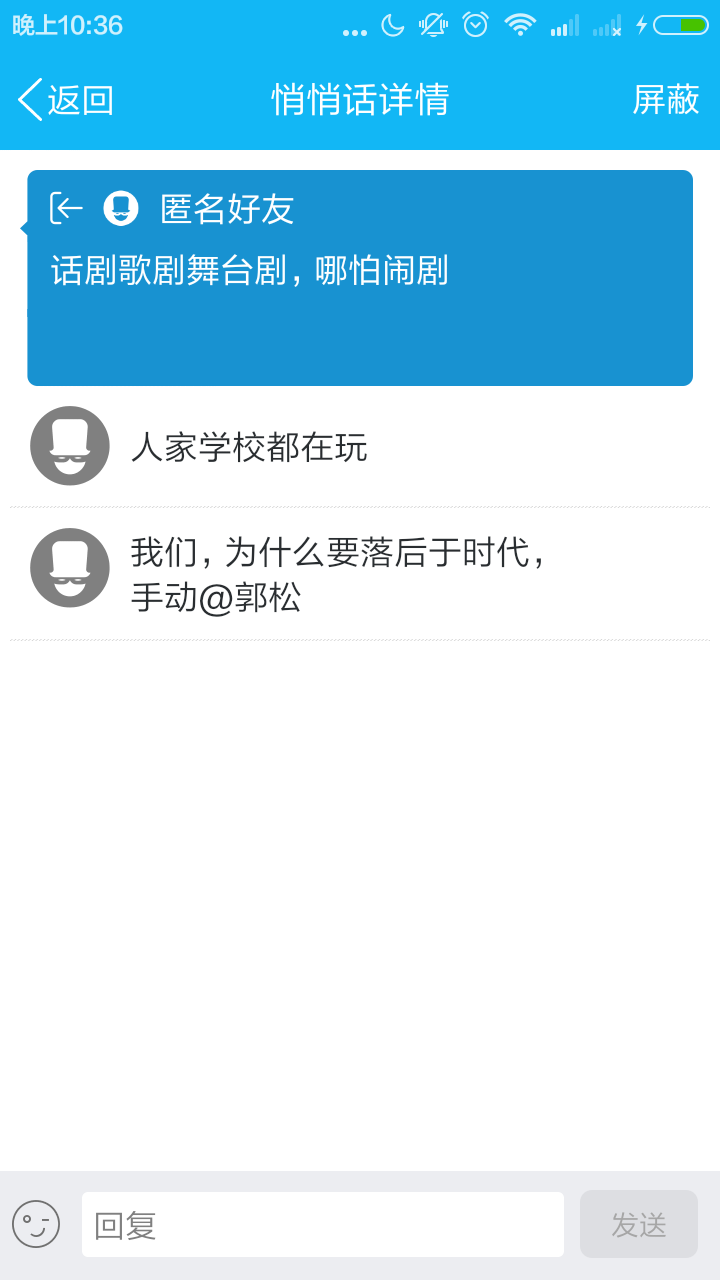 晚上10:36
返回 悄悄话详情 屏蔽
匿名好友
话剧歌剧舞台剧，哪怕闹剧
人家学校都在玩
我们，为什么要落后于时代，
手动@郭松
回复 发送